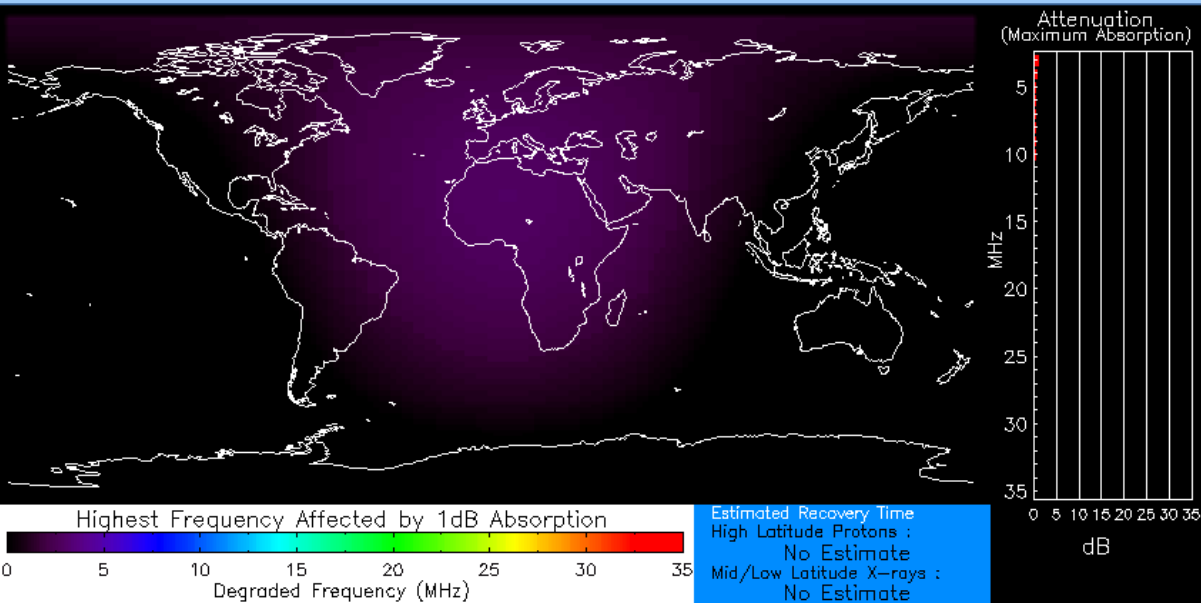 Attenuation
(Maximum Absorption)
5
10
15
20
25
30
35
MHz
0 5 10 15 20 25 30 35
dB
Highest Frequency Affected by 1dB Absorption
0 5 10 15 20 25 30 35
Degraded Frequency (MHz)
Estimated Recovery Time
High Latitude Protons :
No Estimate
Mid/Low Latitude X-rays :
No Estimate